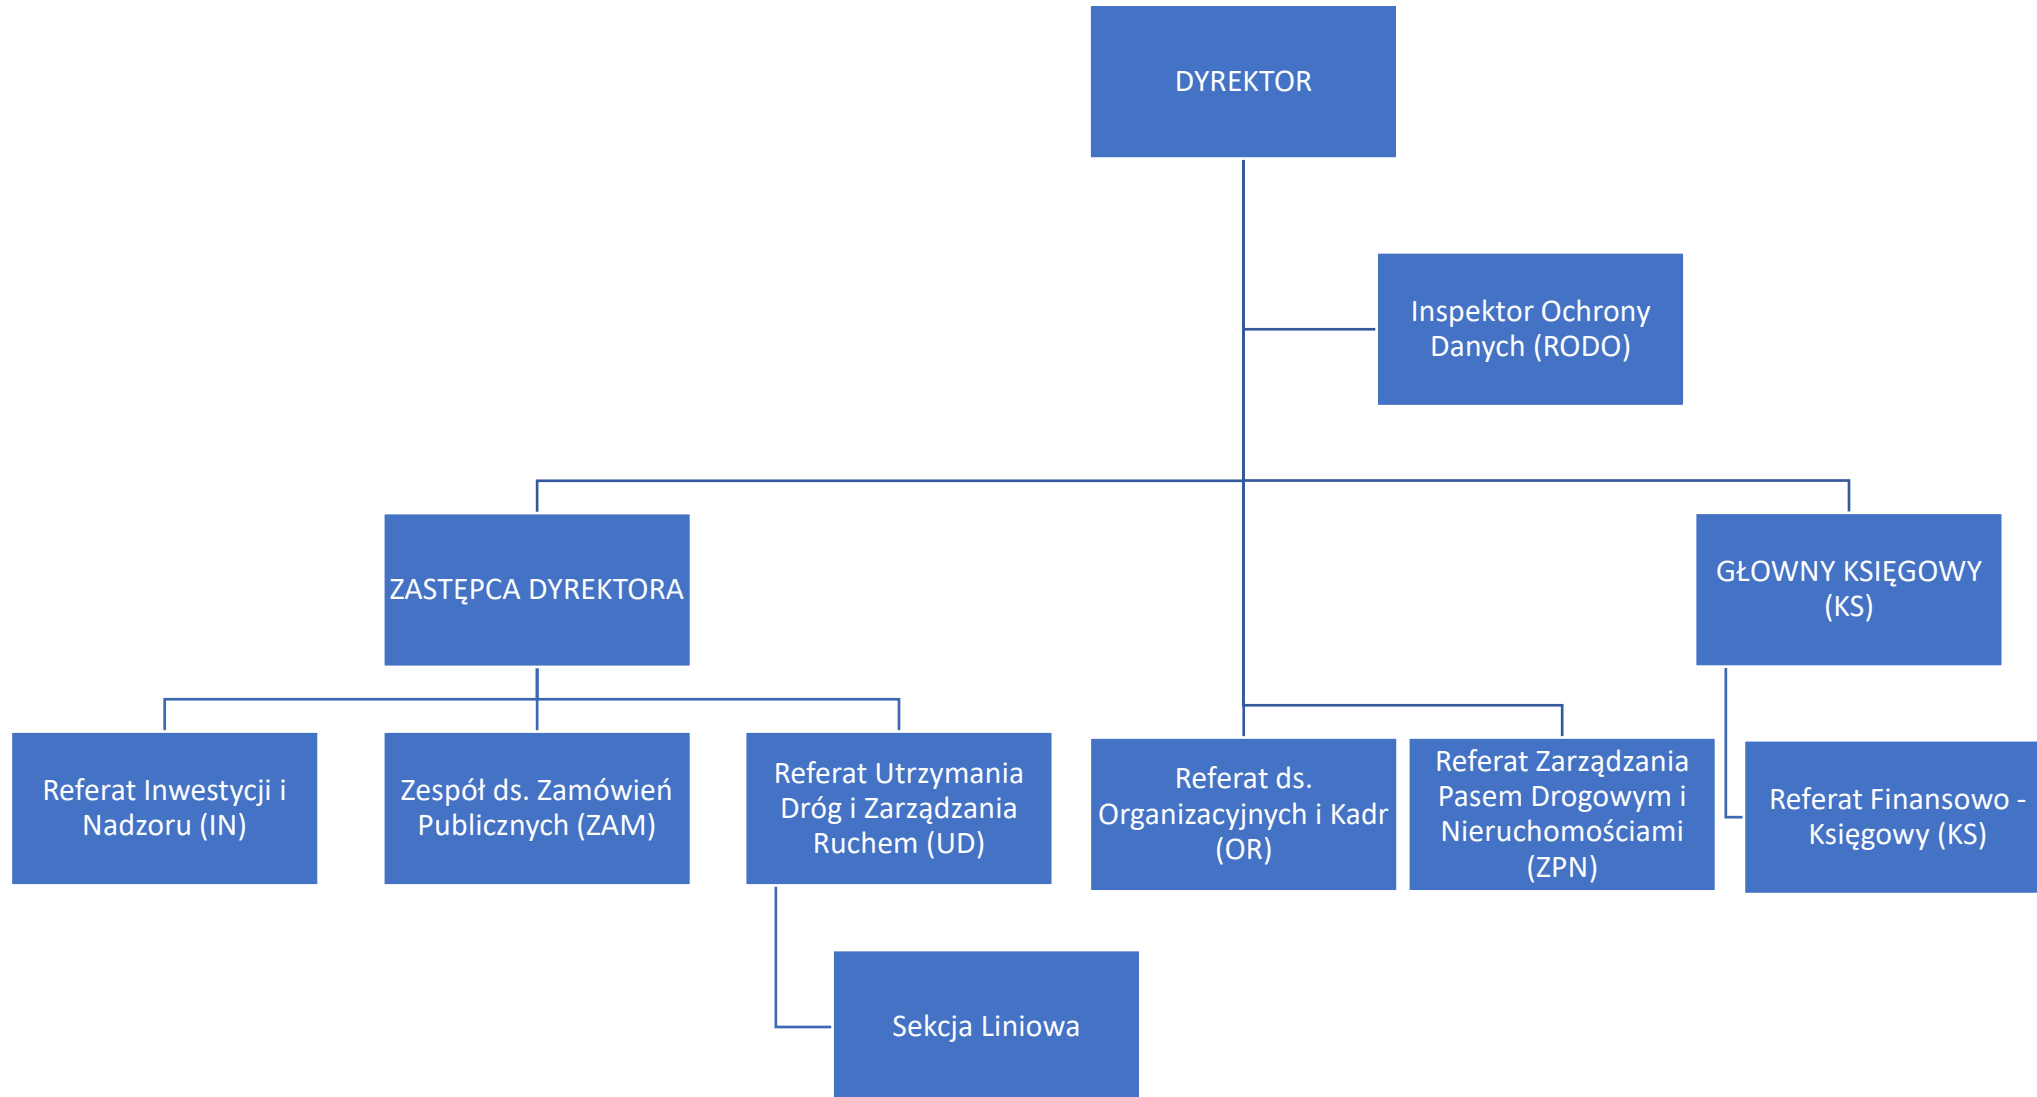 DYREKTOR
Inspektor Ochrony
Danych (RODO)
ZASTĘPCA DYREKTORA
GŁOWNY KSIĘGOWY
(KS)
Referat Inwestycji i
Nadzoru (IN)
Zespół ds. Zamówień
Publicznych (ZAM)
Referat Utrzymania
Dróg i Zarządzania
Ruchem (UD)
Referat ds.
Organizacyjnych i Kadr
(OR)
Referat Zarządzania
Pasem Drogowym i
Nieruchomościami
(ZPN)
Referat Finansowo -
Księgowy (KS)
Sekcja Liniowa